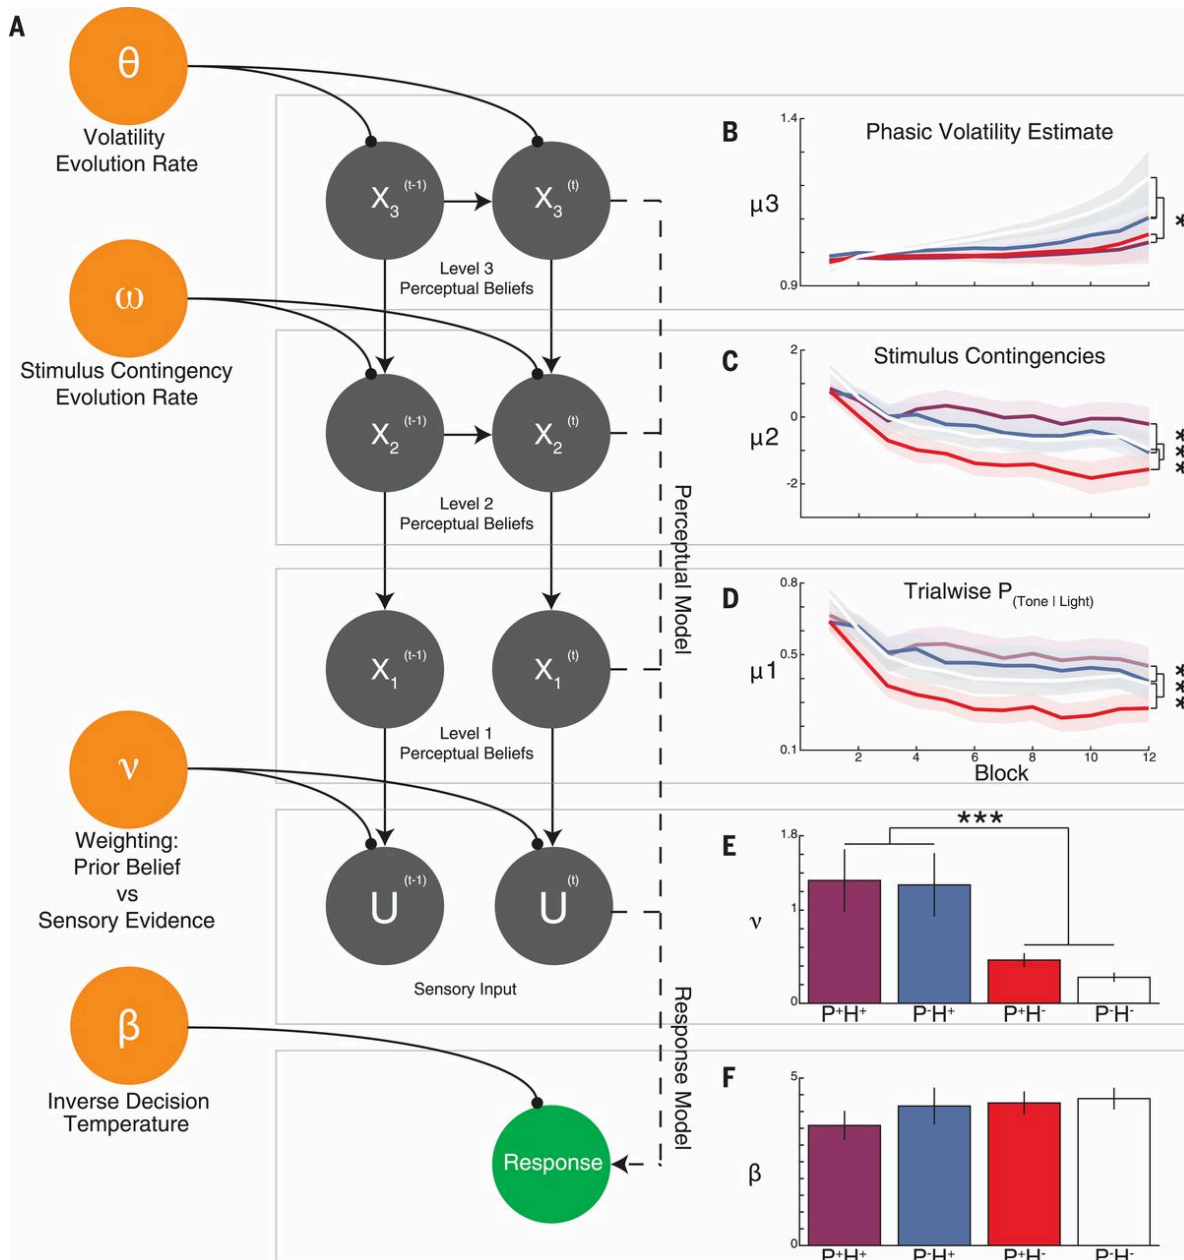 A
θ
Volatility
Evolution Rate
ω
Stimulus Contingency
Evolution Rate
ν
Weighting:
Prior Belief
vs
Sensory Evidence
β
Inverse Decision
Temperature
X₃⁽ᵗ⁻¹⁾
X₃⁽ᵗ⁾
Level 3
Perceptual Beliefs
X₂⁽ᵗ⁻¹⁾
X₂⁽ᵗ⁾
Level 2
Perceptual Beliefs
X₁⁽ᵗ⁻¹⁾
X₁⁽ᵗ⁾
Level 1
Perceptual Beliefs
U⁽ᵗ⁻¹⁾
U⁽ᵗ⁾
Sensory Input
Response
Perceptual Model
Response Model
B
Phasic Volatility Estimate
1.4
μ3
0.9
*
C
Stimulus Contingencies
2
0
μ2
-2
*
*
*
D
Trialwise P(Tone | Light)
0.8
0.5
μ1
0.1
*
*
*
2 4 6 8 10 12
Block
E
***
1.8
1
ν
0
P⁺H⁺ P⁻H⁺ P⁺H⁻ P⁻H⁻
F
5
β
0
P⁺H⁺ P⁻H⁺ P⁺H⁻ P⁻H⁻